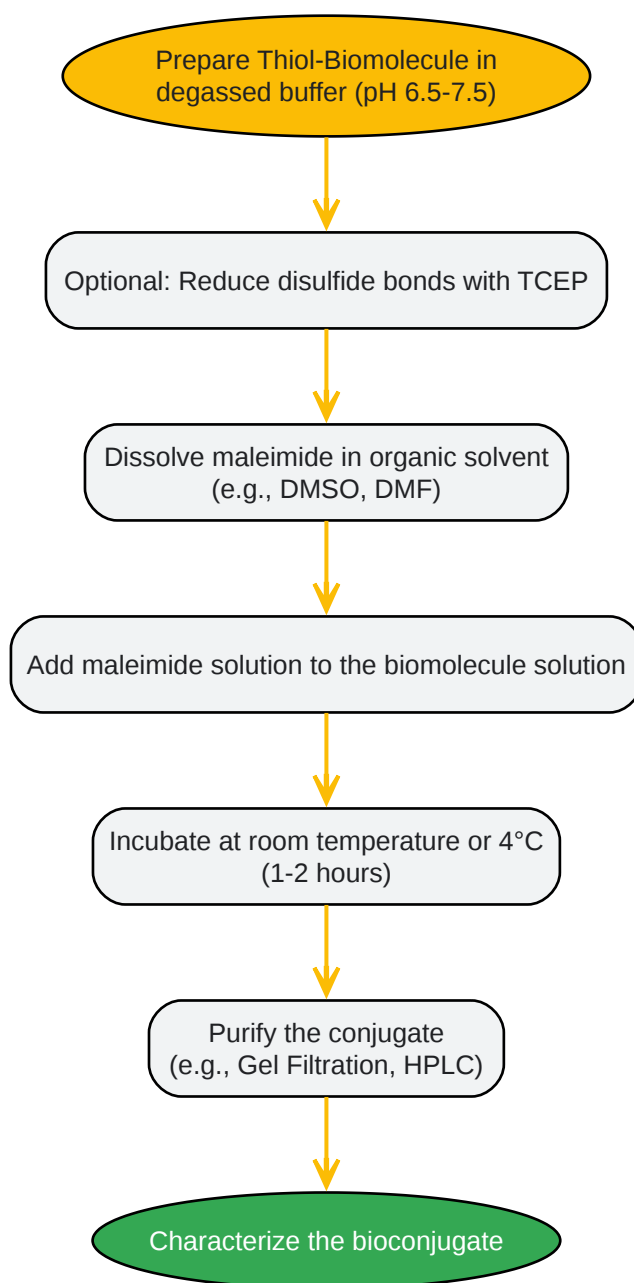 Prepare Thiol-Biomolecule in
degassed buffer (pH 6.5-7.5)
Optional: Reduce disulfide bonds with TCEP
Dissolve maleimide in organic solvent
(e.g., DMSO, DMF)
Add maleimide solution to the biomolecule solution
Incubate at room temperature or 4°C
(1-2 hours)
Purify the conjugate
(e.g., Gel Filtration, HPLC)
Characterize the bioconjugate